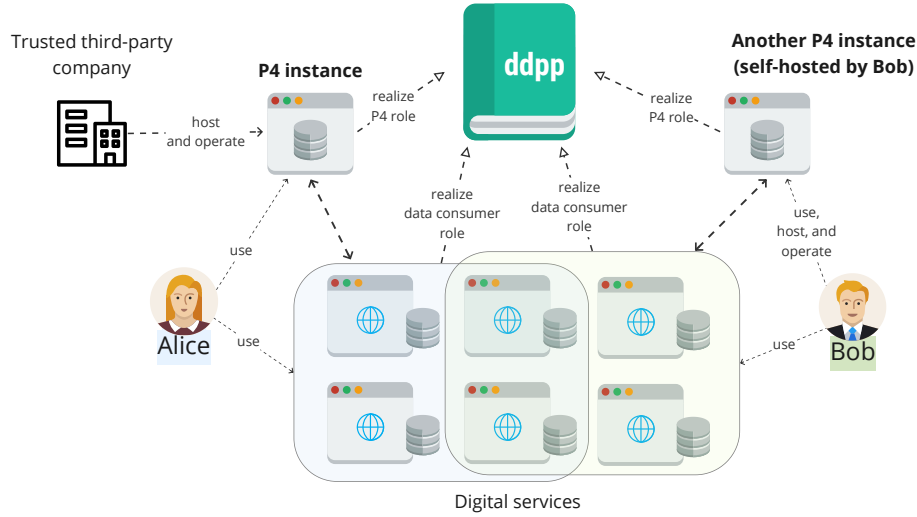 Trusted third-party
company
P4 instance
ddpp
Another P4 instance
(self-hosted by Bob)
realize
P4 role
realize
P4 role
host
and operate
realize
data consumer
role
realize
data consumer
role
use
use,
host, and
operate
Alice
use
use
Bob
Digital services